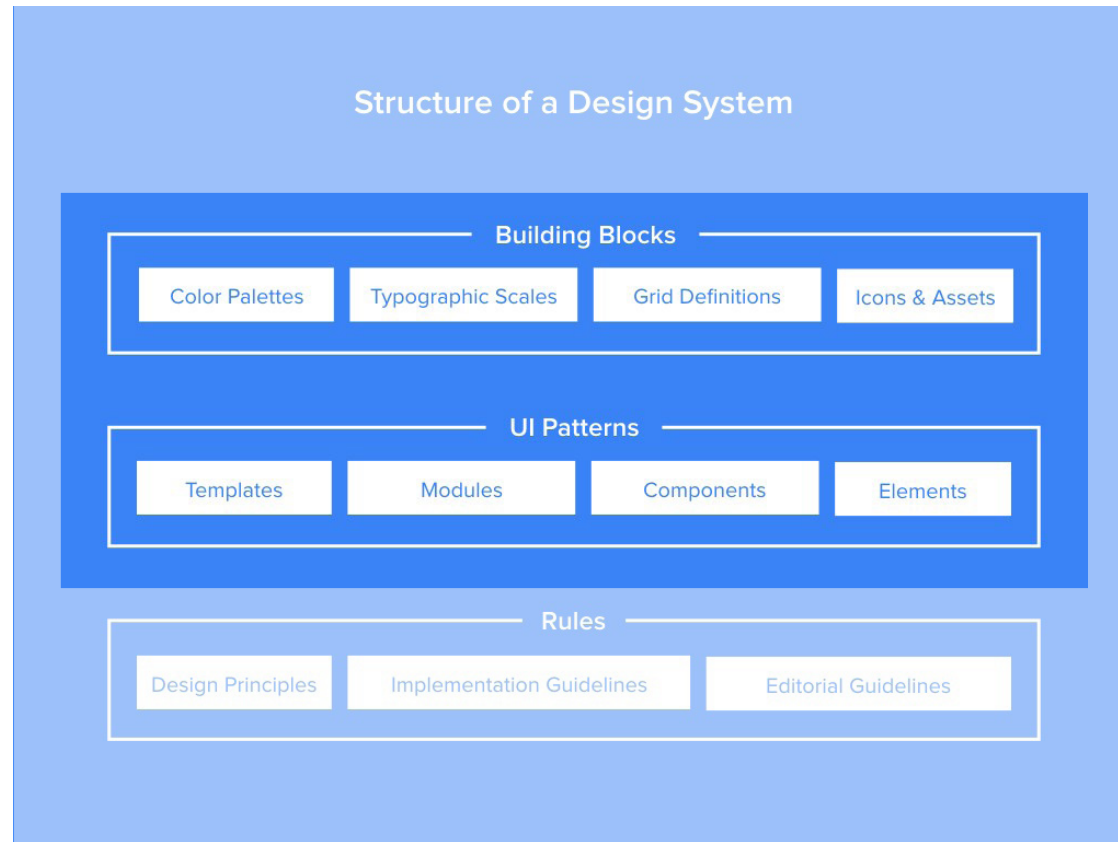 Structure of a Design System
Building Blocks
Color Palettes
Typographic Scales
Grid Definitions
Icons & Assets
UI Patterns
Templates
Modules
Components
Elements
Rules
Design Principles
Implementation Guidelines
Editorial Guidelines